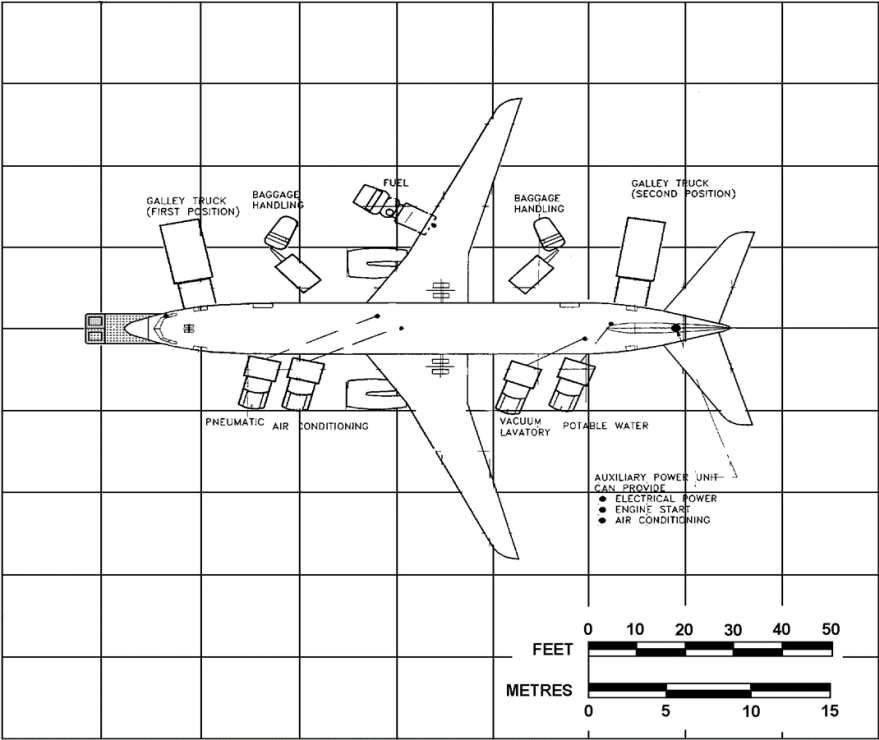 FUEL
GALLEY TRUCK
(SECOND POSITION)
BAGGAGE
HANDLING
GALLEY TRUCK
(FIRST POSITION)
BAGGAGE
HANDLING
PNEUMATIC
AIR CONDITIONING
VACUUM
LAVATORY
POTABLE WATER
AUXILIARY POWER UNIT
CAN PROVIDE
● ELECTRICAL POWER
● ENGINE START
● AIR CONDITIONING
0 10 20 30 40 50
FEET
METRES
0 5 10 15